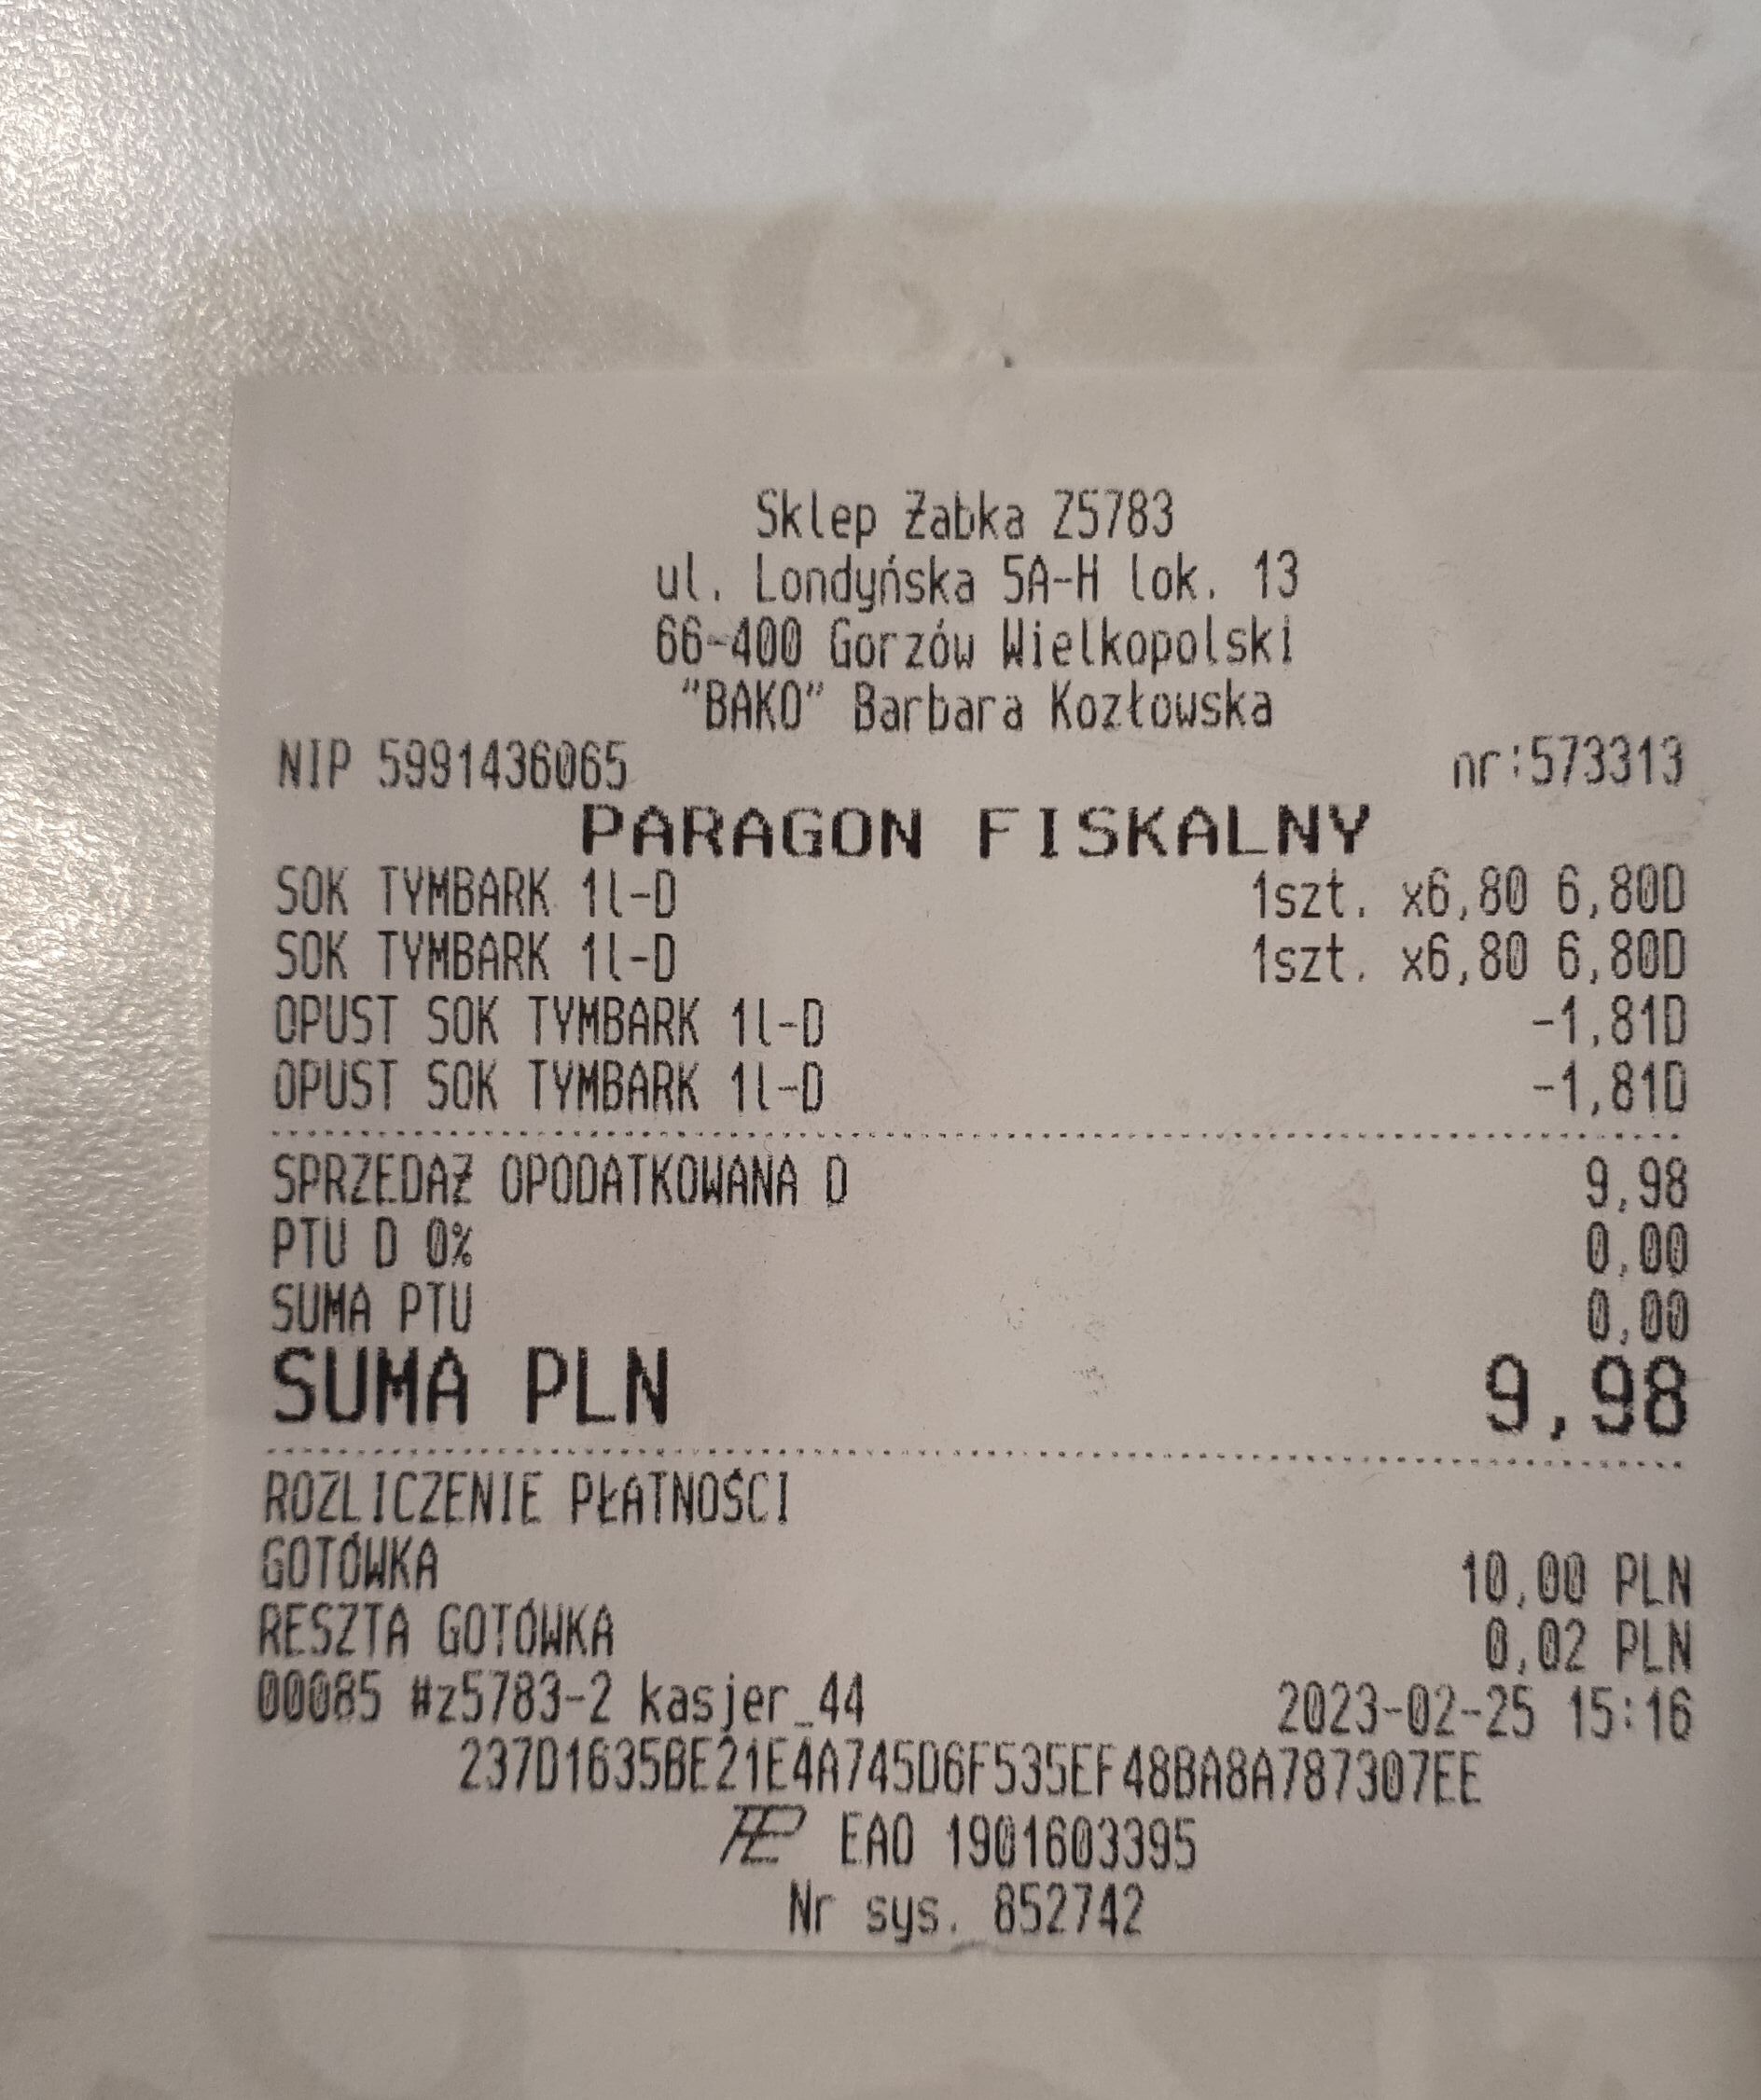 Sklep Żabka Z5783
ul. Londyńska 5A-H lok. 13
66-400 Gorzów Wielkopolski
"BAKO" Barbara Kozłowska
NIP 5991436065 nr:573313
PARAGON FISKALNY
SOK TYMBARK 1l-D 1szt. x6,80 6,80D
SOK TYMBARK 1l-D 1szt. x6,80 6,80D
OPUST SOK TYMBARK 1l-D -1,81D
OPUST SOK TYMBARK 1l-D -1,81D
SPRZEDAŻ OPODATKOWANA D 9,98
PTU D 0% 0,00
SUMA PTU 0,00
SUMA PLN 9,98
ROZLICZENIE PŁATNOŚCI
GOTÓWKA 10,00 PLN
RESZTA GOTÓWKA 0,02 PLN
00085 #z5783-2 kasjer_44 2023-02-25 15:16
237D1635BE21E4A745D6F535EF48BA8A787307EE
EAO 1901603395
Nr sys. 852742